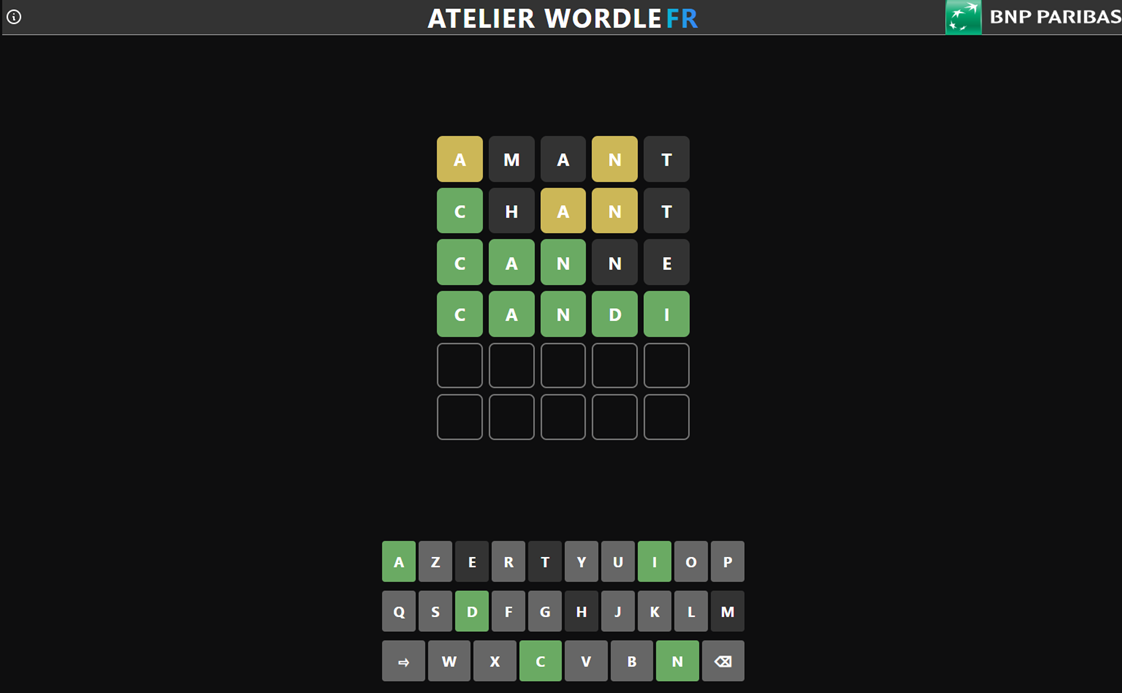 ATELIER WORDLE FR
BNP PARIBAS
A M A N T
C H A N T
C A N N E
C A N D I
A Z E R T Y U I O P
Q S D F G H J K L M
⇨ W X C V B N ⌫